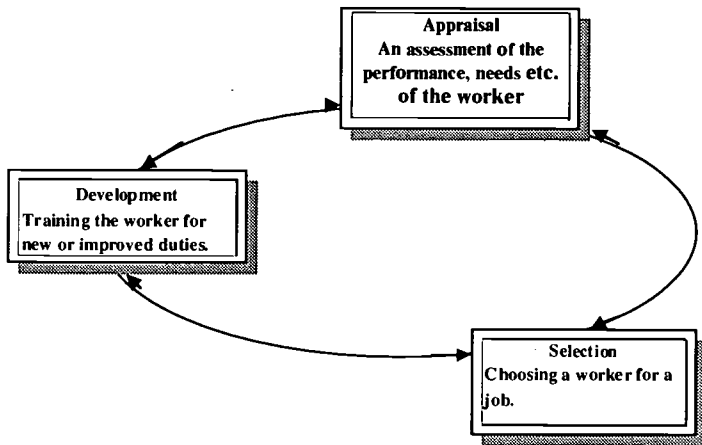 Appraisal
An assessment of the
performance, needs etc.
of the worker
Development
Training the worker for
new or improved duties.
Selection
Choosing a worker for a
job.